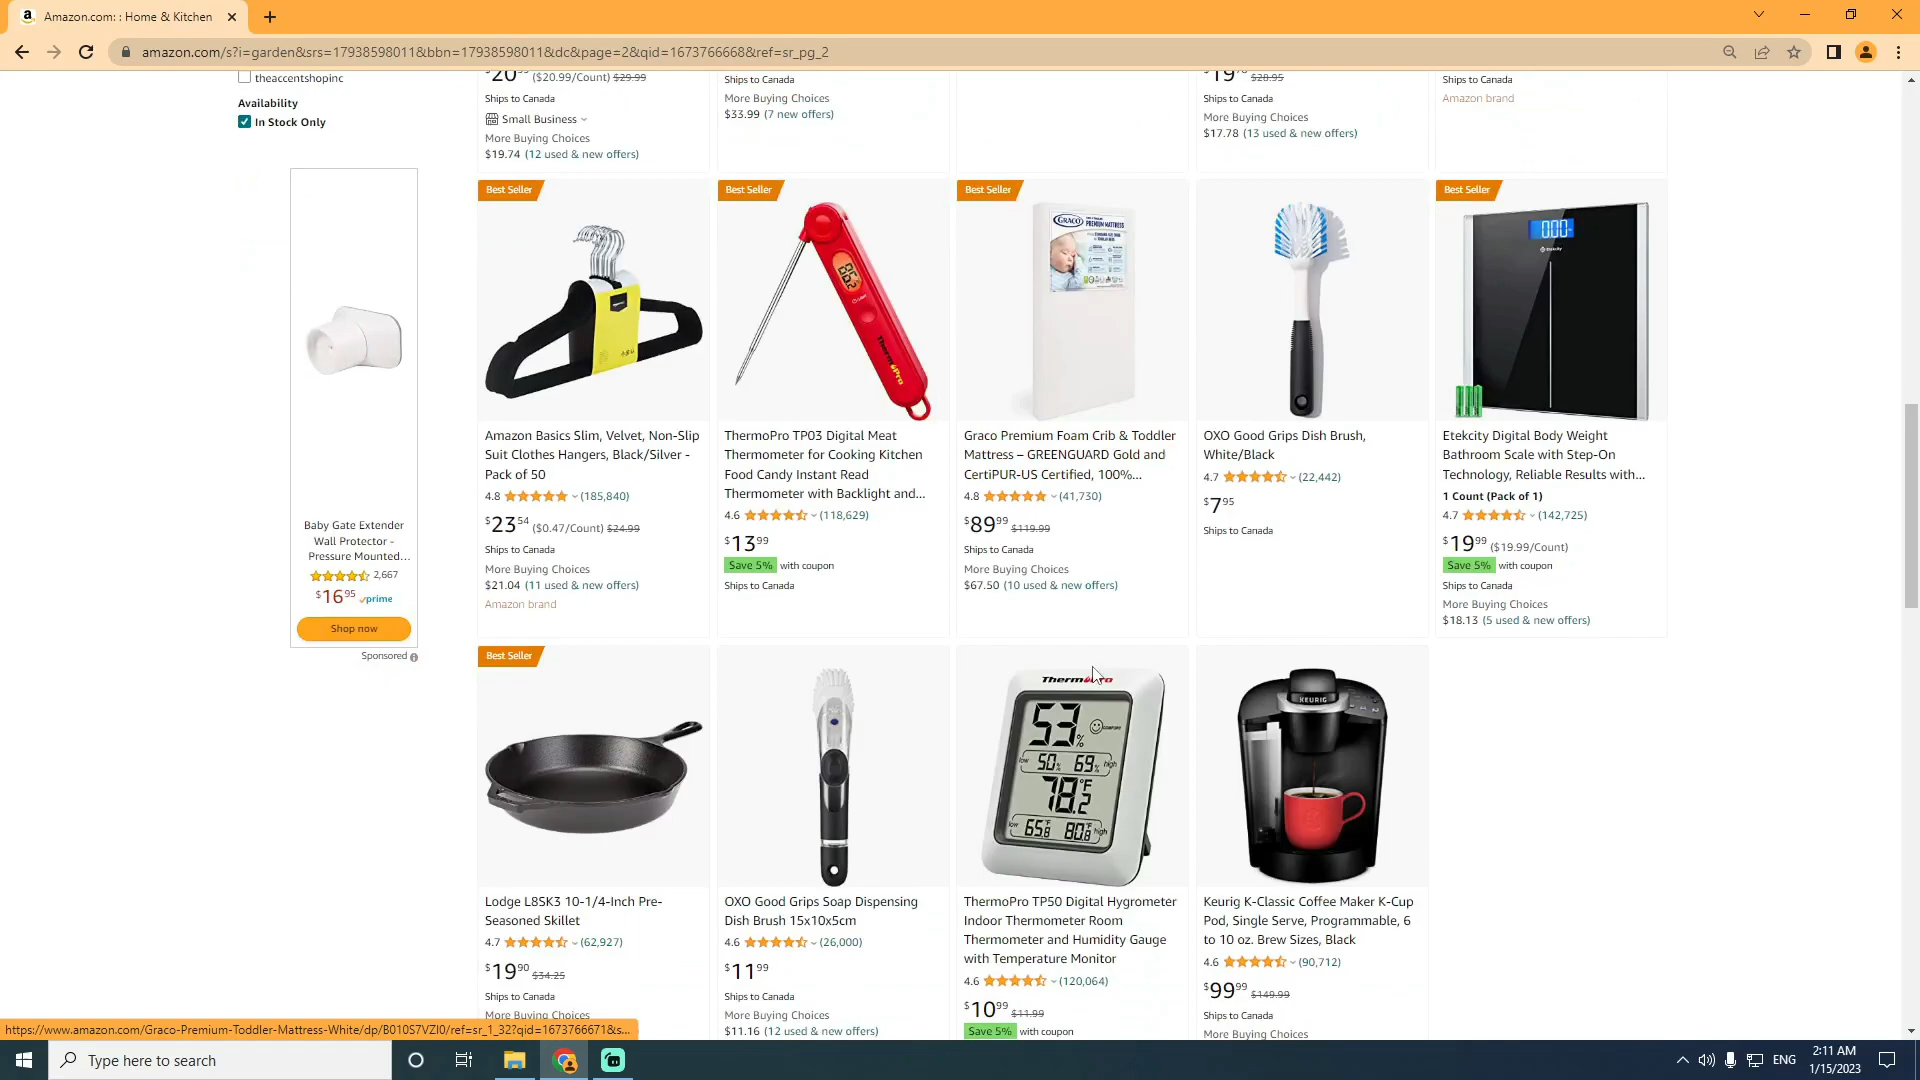 Amazon.com: : Home & Kitchen
amazon.com/s?i=garden&srs=17938598011&bbn=17938598011&dc&page=2&qid=1673766668&ref=sr_pg_2
theaccentshopinc
Availability
In Stock Only
Baby Gate Extender
Wall Protector -
Pressure Mounted...
2,667
$16.95 prime
Shop now
Sponsored
($20.99/Count) $29.99
Ships to Canada
Small Business
More Buying Choices
$19.74 (12 used & new offers)
Ships to Canada
More Buying Choices
$33.99 (7 new offers)
$28.95
Ships to Canada
More Buying Choices
$17.78 (13 used & new offers)
Ships to Canada
Amazon brand
Best Seller
Amazon Basics Slim, Velvet, Non-Slip
Suit Clothes Hangers, Black/Silver -
Pack of 50
4.8 (185,840)
$23.54 ($0.47/Count) $24.99
Ships to Canada
More Buying Choices
$21.04 (11 used & new offers)
Amazon brand
Best Seller
ThermoPro
ThermoPro TP03 Digital Meat
Thermometer for Cooking Kitchen
Food Candy Instant Read
Thermometer with Backlight and...
4.6 (118,629)
$13.99
Save 5% with coupon
Ships to Canada
Best Seller
GRACO
PREMIUM MATTRESS
Graco Premium Foam Crib & Toddler
Mattress – GREENGUARD Gold and
CertiPUR-US Certified, 100%...
4.8 (41,730)
$89.99 $119.99
Ships to Canada
More Buying Choices
$67.50 (10 used & new offers)
OXO Good Grips Dish Brush,
White/Black
4.7 (22,442)
$7.95
Ships to Canada
Best Seller
000
Etekcity Digital Body Weight
Bathroom Scale with Step-On
Technology, Reliable Results with...
1 Count (Pack of 1)
4.7 (142,725)
$19.99 ($19.99/Count)
Save 5% with coupon
Ships to Canada
More Buying Choices
$18.13 (5 used & new offers)
Best Seller
Lodge L8SK3 10-1/4-Inch Pre-
Seasoned Skillet
4.7 (62,927)
$19.90 $34.25
Ships to Canada
More Buying Choices
OXO Good Grips Soap Dispensing
Dish Brush 15x10x5cm
4.6 (26,000)
$11.99
Ships to Canada
More Buying Choices
$11.16 (12 used & new offers)
53%
COMFORT
low 50% 69% high
78.2 °F
low 65.8 °F 80.8 °F high
ThermoPro TP50 Digital Hygrometer
Indoor Thermometer Room
Thermometer and Humidity Gauge
with Temperature Monitor
4.6 (120,064)
$10.99 $11.99
Save 5% with coupon
KEURIG
Keurig K-Classic Coffee Maker K-Cup
Pod, Single Serve, Programmable, 6
to 10 oz. Brew Sizes, Black
4.6 (90,712)
$99.99 $149.99
Ships to Canada
More Buying Choices
https://www.amazon.com/Graco-Premium-Toddler-Mattress-White/dp/B010S7VZI0/ref=sr_1_32?qid=1673766671&s...
Type here to search
ENG
2:11 AM
1/15/2023